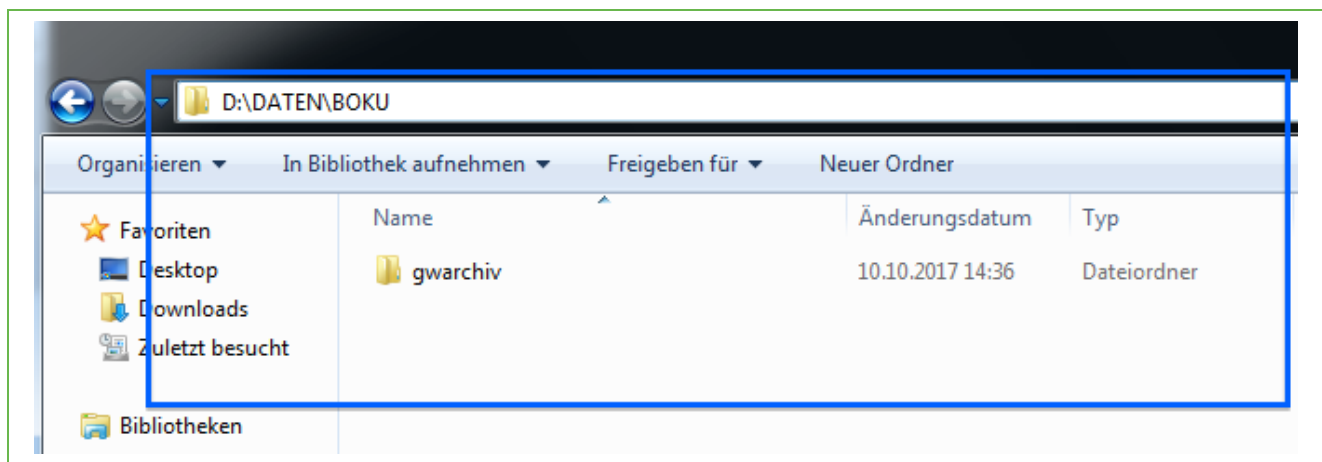 D:\DATEN\BOKU
Organisieren In Bibliothek aufnehmen Freigeben für Neuer Ordner
Favoriten
Desktop
Downloads
Zuletzt besucht
Bibliotheken
Name Änderungsdatum Typ
gwarchiv 10.10.2017 14:36 Dateiordner